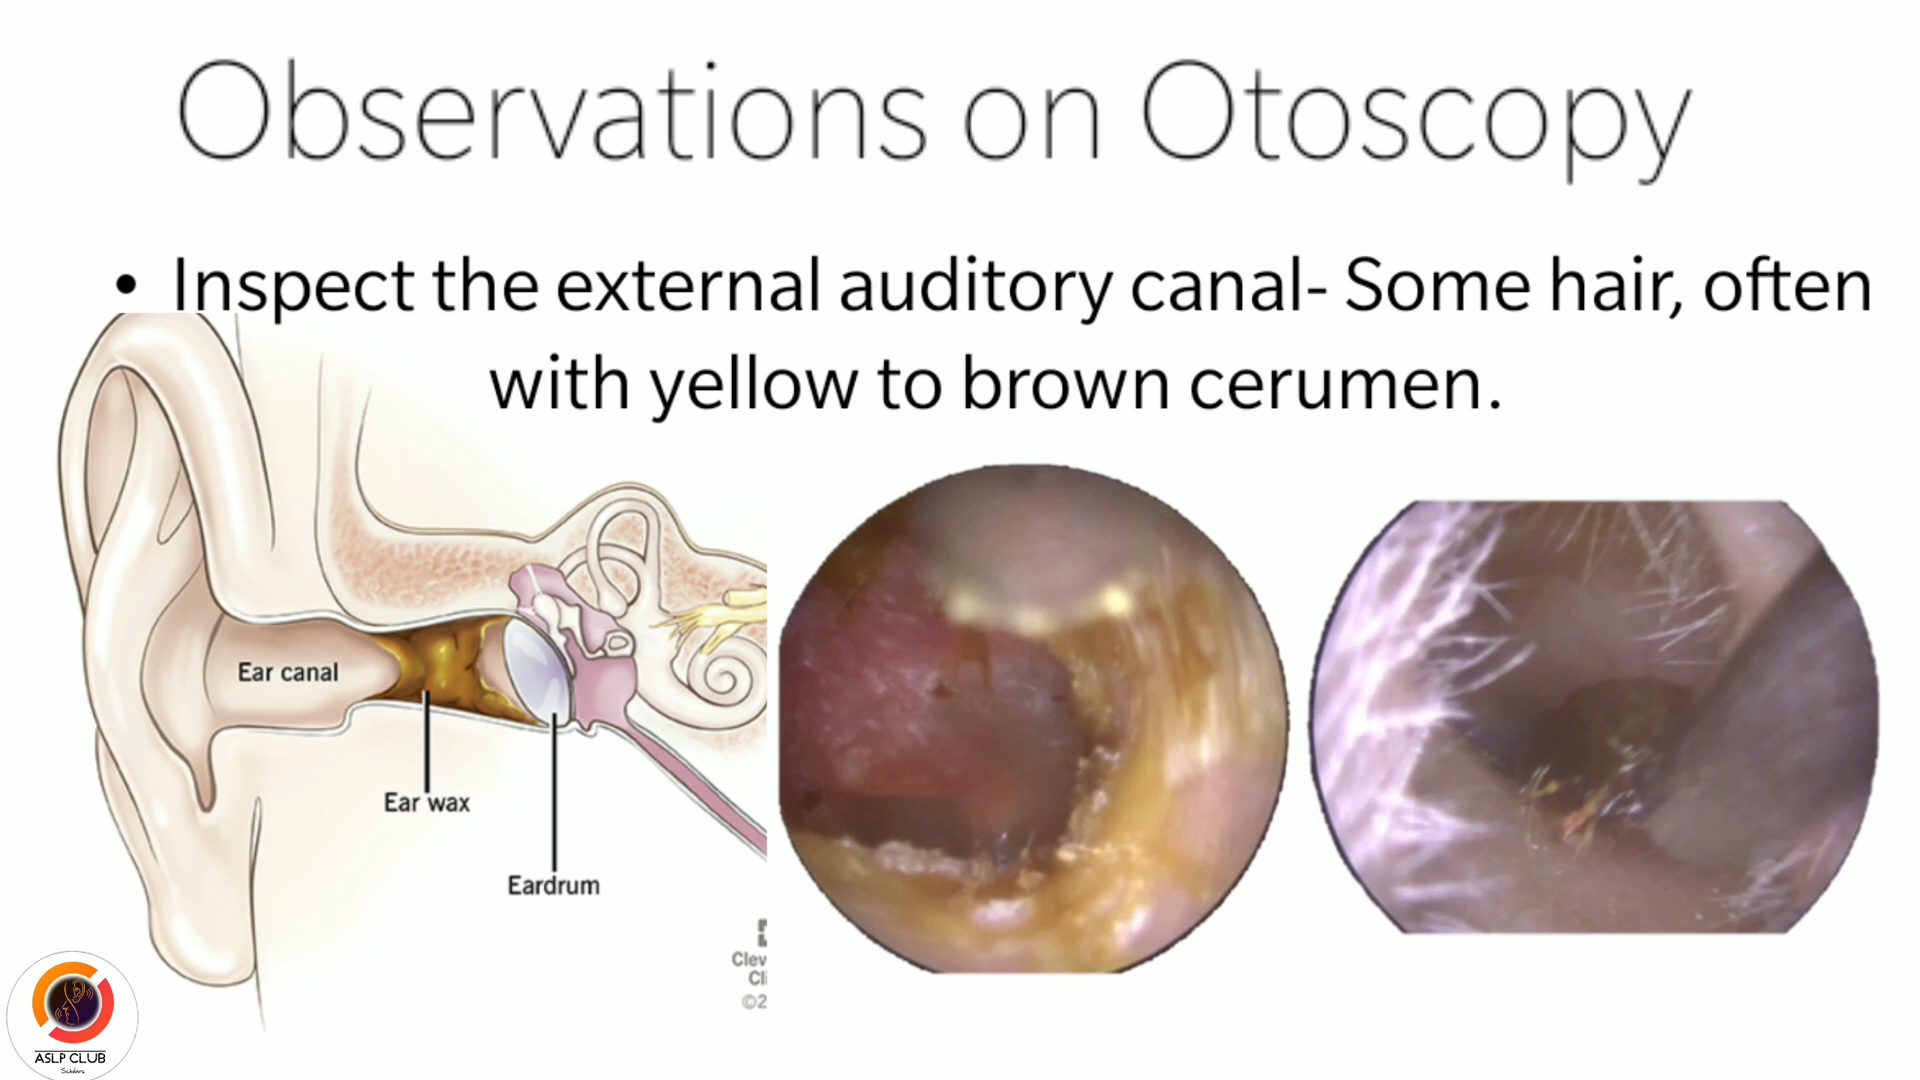 Observations on Otoscopy
• Inspect the external auditory canal- Some hair, often
with yellow to brown cerumen.
Ear canal
Ear wax
Eardrum
Clev
Cli
©2
ASLP CLUB
Scholars